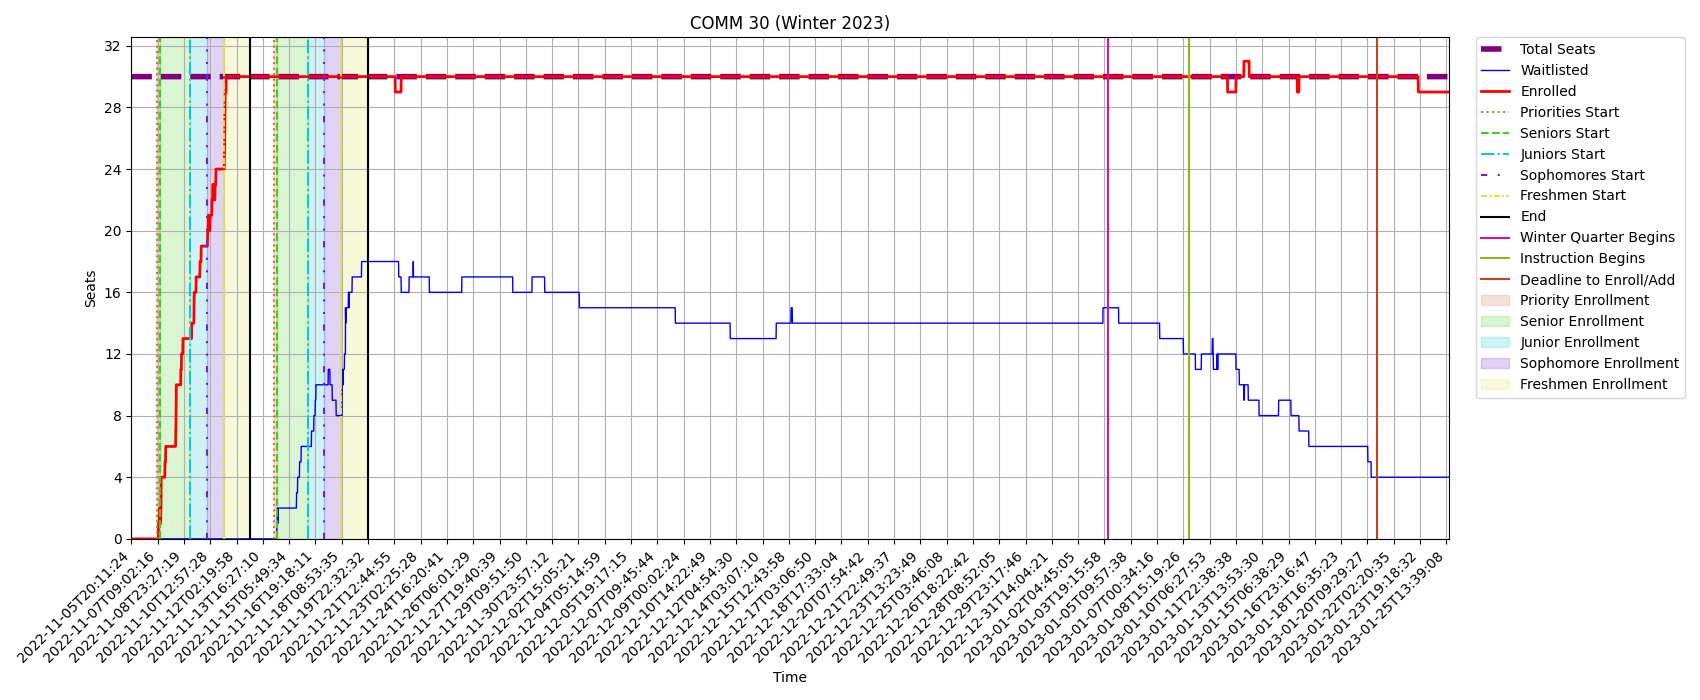 COMM 30 (Winter 2023)
Seats
32
28
24
20
16
12
8
4
0
2022-11-05T20:11:24
2022-11-07T09:02:16
2022-11-08T23:27:19
2022-11-10T12:57:28
2022-11-12T02:19:58
2022-11-13T16:27:10
2022-11-15T05:49:34
2022-11-16T19:18:11
2022-11-18T08:53:35
2022-11-19T22:32:32
2022-11-21T12:44:55
2022-11-23T02:25:28
2022-11-24T16:20:41
2022-11-26T06:01:29
2022-11-27T19:40:39
2022-11-29T09:51:50
2022-11-30T23:57:12
2022-12-02T15:05:21
2022-12-04T05:14:59
2022-12-05T19:17:15
2022-12-07T09:45:44
2022-12-09T00:02:24
2022-12-10T14:22:49
2022-12-12T04:54:30
2022-12-14T03:07:10
2022-12-15T12:43:58
2022-12-17T03:06:50
2022-12-18T17:33:04
2022-12-20T07:54:42
2022-12-21T22:49:37
2022-12-23T13:23:49
2022-12-25T03:46:08
2022-12-26T18:22:42
2022-12-28T08:52:05
2022-12-29T23:17:46
2022-12-31T14:04:21
2023-01-02T04:45:05
2023-01-03T19:15:58
2023-01-05T09:57:38
2023-01-07T00:34:16
2023-01-08T15:19:26
2023-01-10T06:27:53
2023-01-11T22:38:38
2023-01-13T13:53:30
2023-01-15T06:38:29
2023-01-16T23:16:47
2023-01-18T16:35:23
2023-01-20T09:29:27
2023-01-22T02:20:35
2023-01-23T19:18:32
2023-01-25T13:39:08
Time
Total Seats
Waitlisted
Enrolled
Priorities Start
Seniors Start
Juniors Start
Sophomores Start
Freshmen Start
End
Winter Quarter Begins
Instruction Begins
Deadline to Enroll/Add
Priority Enrollment
Senior Enrollment
Junior Enrollment
Sophomore Enrollment
Freshmen Enrollment